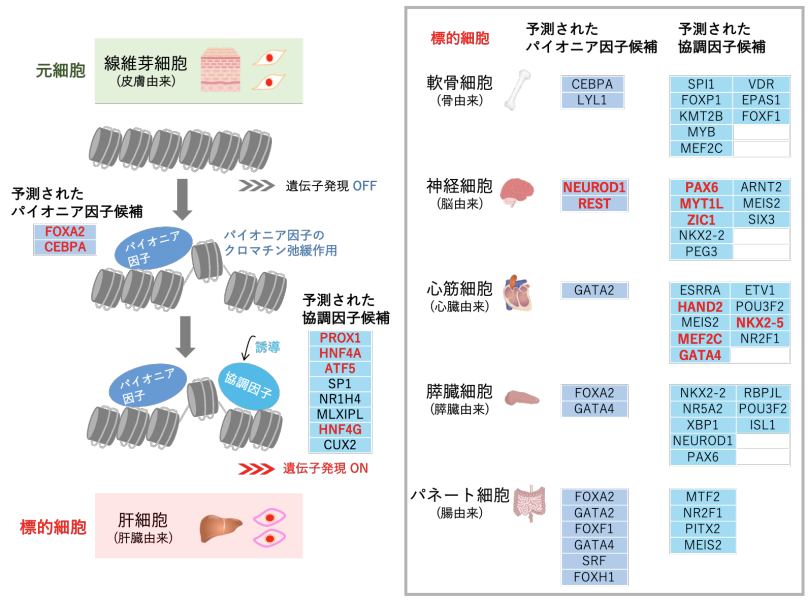 元細胞
線維芽細胞
(皮膚由来)
遺伝子発現 OFF
予測された
パイオニア因子候補
FOXA2
CEBPA
パイオニア
因子
パイオニア因子の
クロマチン弛緩作用
予測された
協調因子候補
PROX1
HNF4A
ATF5
SP1
NR1H4
MLXIPL
HNF4G
CUX2
誘導
パイオニア
因子
協調因子
遺伝子発現 ON
標的細胞
肝細胞
(肝臓由来)
標的細胞
予測された
パイオニア因子候補
予測された
協調因子候補
軟骨細胞
(骨由来)
CEBPA
LYL1
SPI1 VDR
FOXP1 EPAS1
KMT2B FOXF1
MYB
MEF2C
神経細胞
(脳由来)
NEUROD1
REST
PAX6 ARNT2
MYT1L MEIS2
ZIC1 SIX3
NKX2-2
PEG3
心筋細胞
(心臓由来)
GATA2
ESRRA ETV1
HAND2 POU3F2
MEIS2 NKX2-5
MEF2C NR2F1
GATA4
膵臓細胞
(膵臓由来)
FOXA2
GATA4
NKX2-2 RBPJL
NR5A2 POU3F2
XBP1 ISL1
NEUROD1
PAX6
パネート細胞
(腸由来)
FOXA2
GATA2
FOXF1
GATA4
SRF
FOXH1
MTF2
NR2F1
PITX2
MEIS2